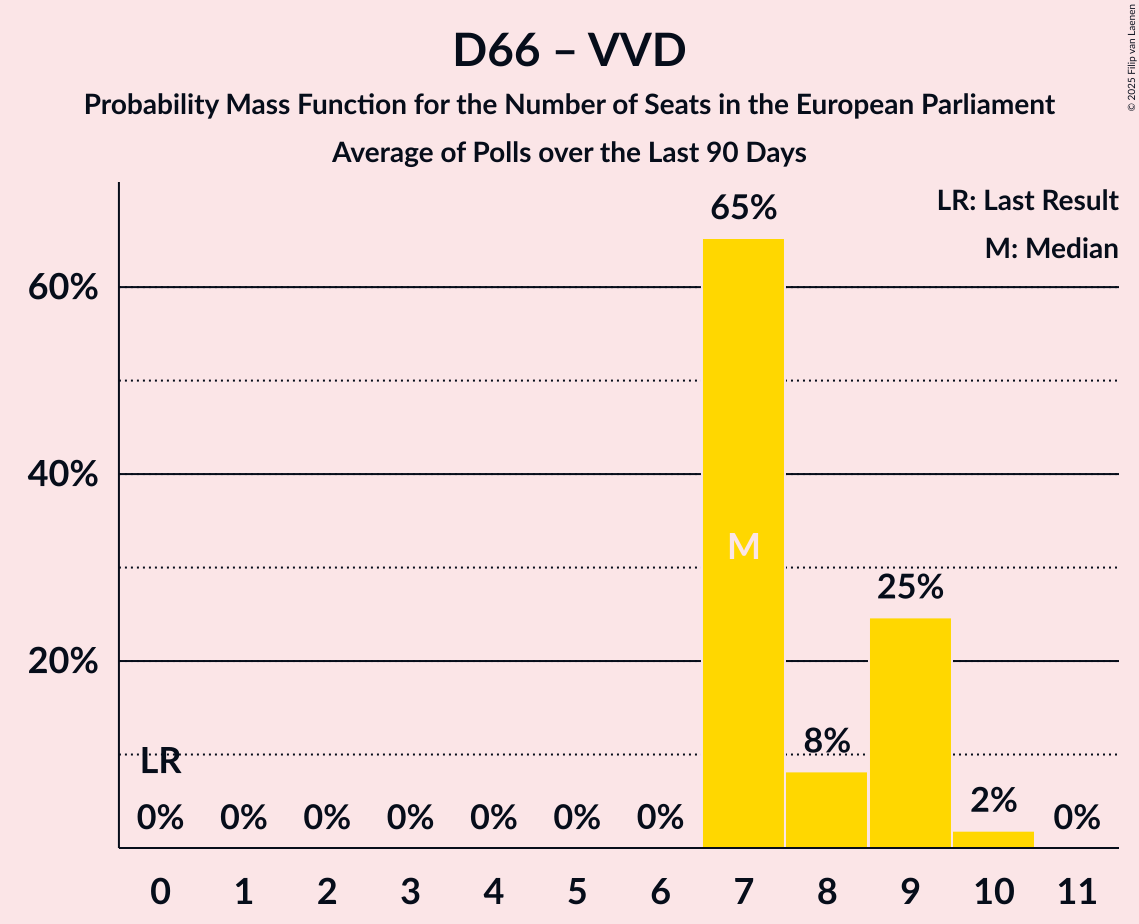 D66 – VVD
Probability Mass Function for the Number of Seats in the European Parliament
Average of Polls over the Last 90 Days
© 2025 Filip van Laenen
LR: Last Result
M: Median
65%
60%
40%
M
25%
20%
8%
LR
2%
0% 0% 0% 0% 0% 0% 0% 0%
0 1 2 3 4 5 6 7 8 9 10 11